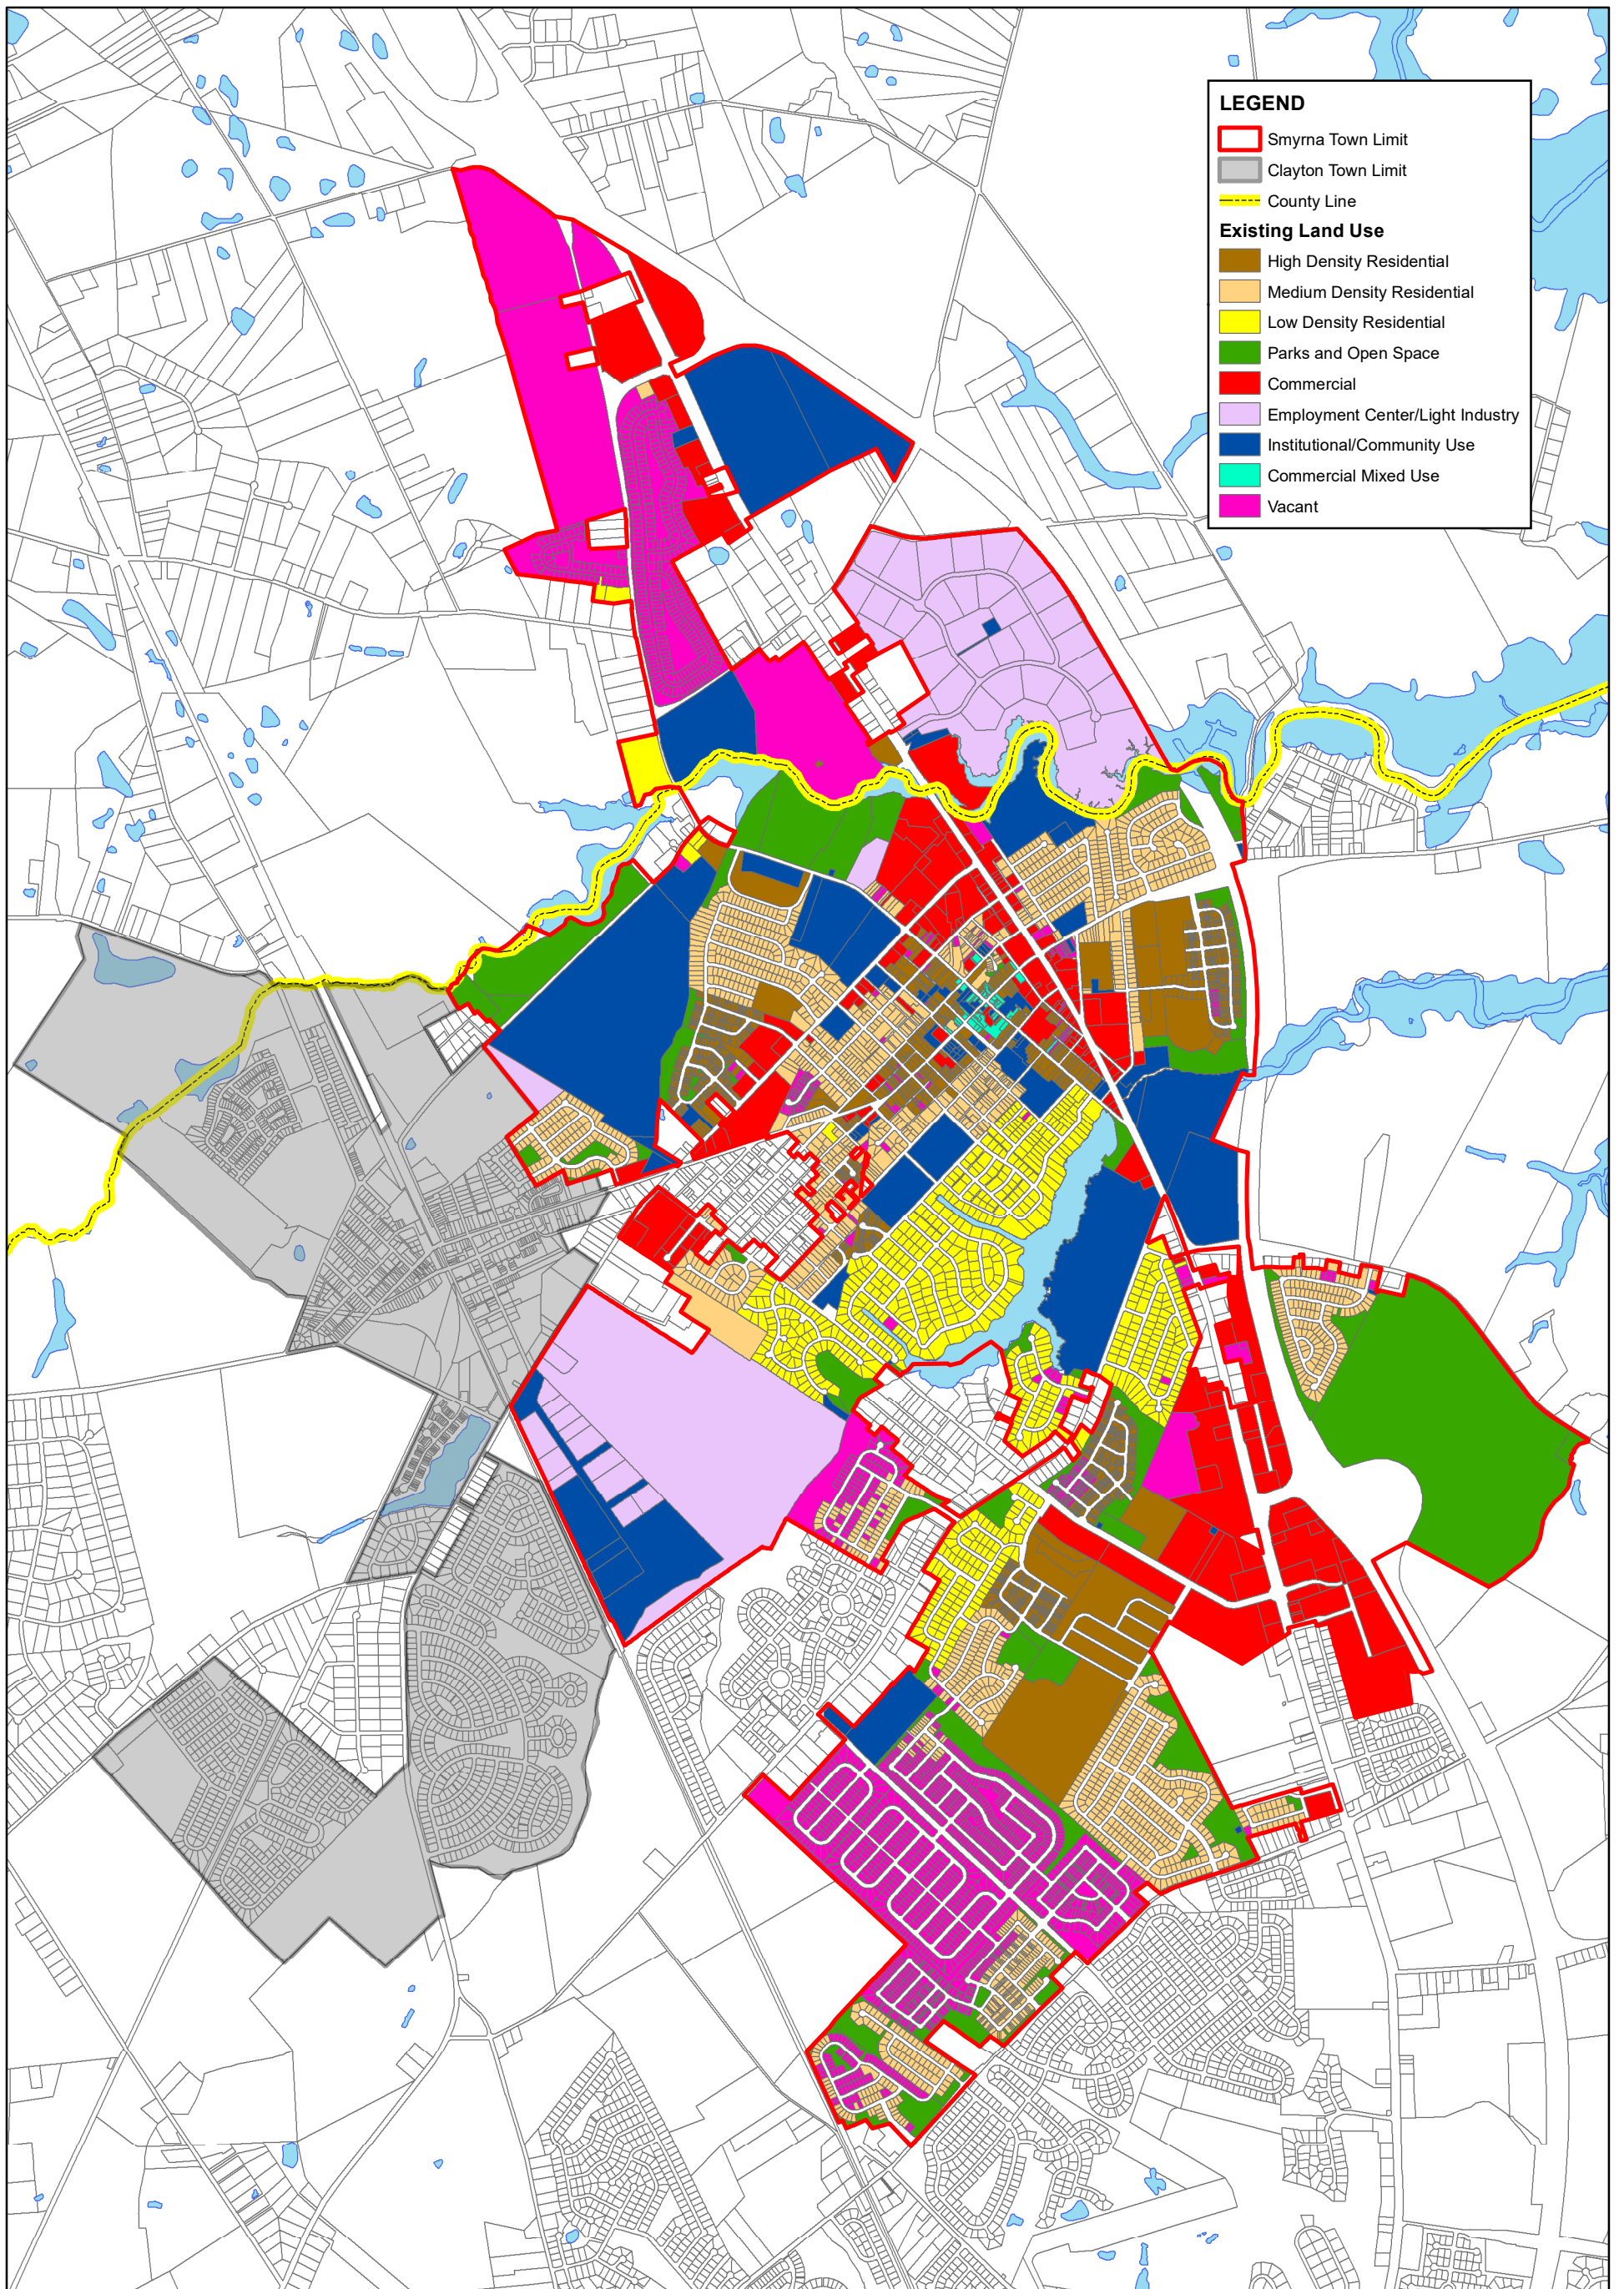 LEGEND
Smyrna Town Limit
Clayton Town Limit
County Line
Existing Land Use
High Density Residential
Medium Density Residential
Low Density Residential
Parks and Open Space
Commercial
Employment Center/Light Industry
Institutional/Community Use
Commercial Mixed Use
Vacant